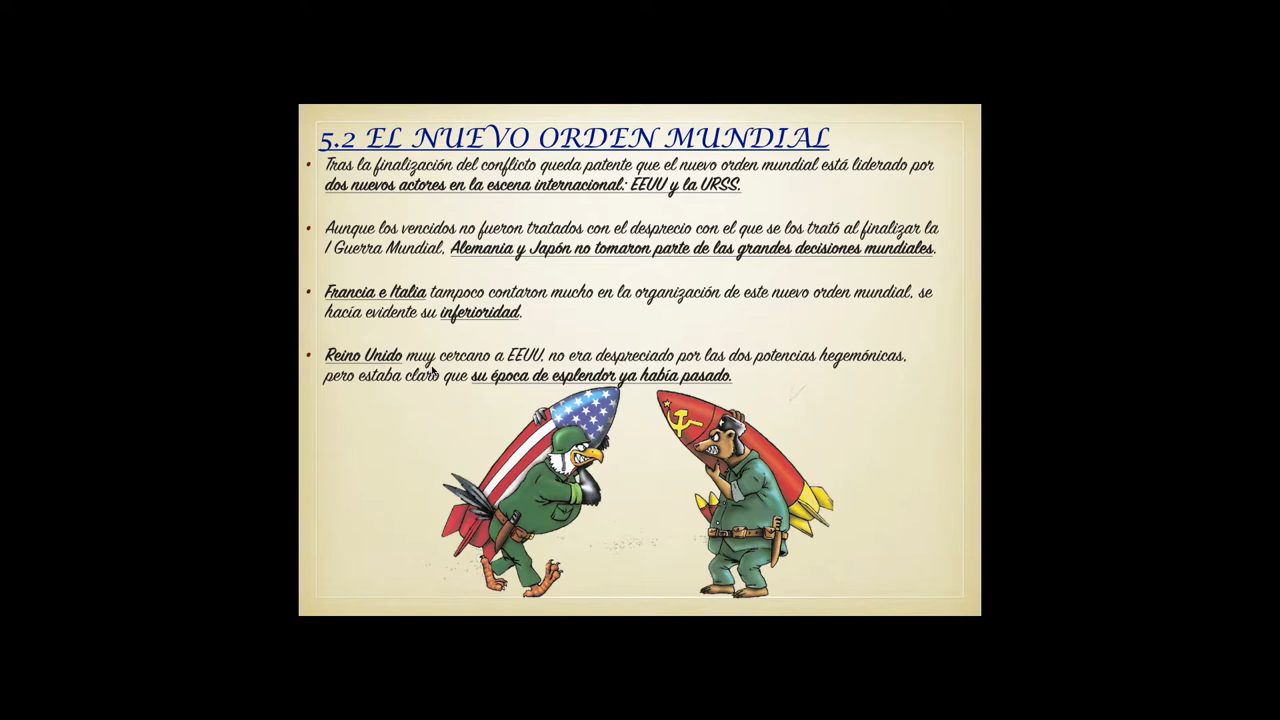 5.2 EL NUEVO ORDEN MUNDIAL
• Tras la finalización del conflicto queda patente que el nuevo orden mundial está liderado por
dos nuevos actores en la escena internacional: EEUU y la URSS.
• Aunque los vencidos no fueron tratados con el desprecio con el que se los trató al finalizar la
I Guerra Mundial, Alemania y Japón no tomaron parte de las grandes decisiones mundiales.
• Francia e Italia tampoco contaron mucho en la organización de este nuevo orden mundial, se
hacía evidente su inferioridad.
• Reino Unido muy cercano a EEUU, no era despreciado por las dos potencias hegemónicas,
pero estaba claro que su época de esplendor ya había pasado.